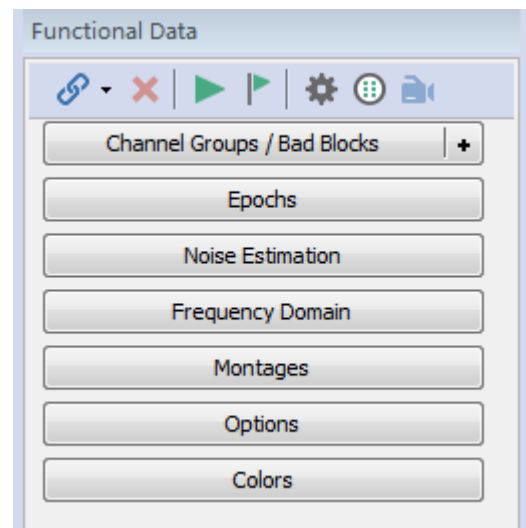 Functional Data
Channel Groups / Bad Blocks +
Epochs
Noise Estimation
Frequency Domain
Montages
Options
Colors